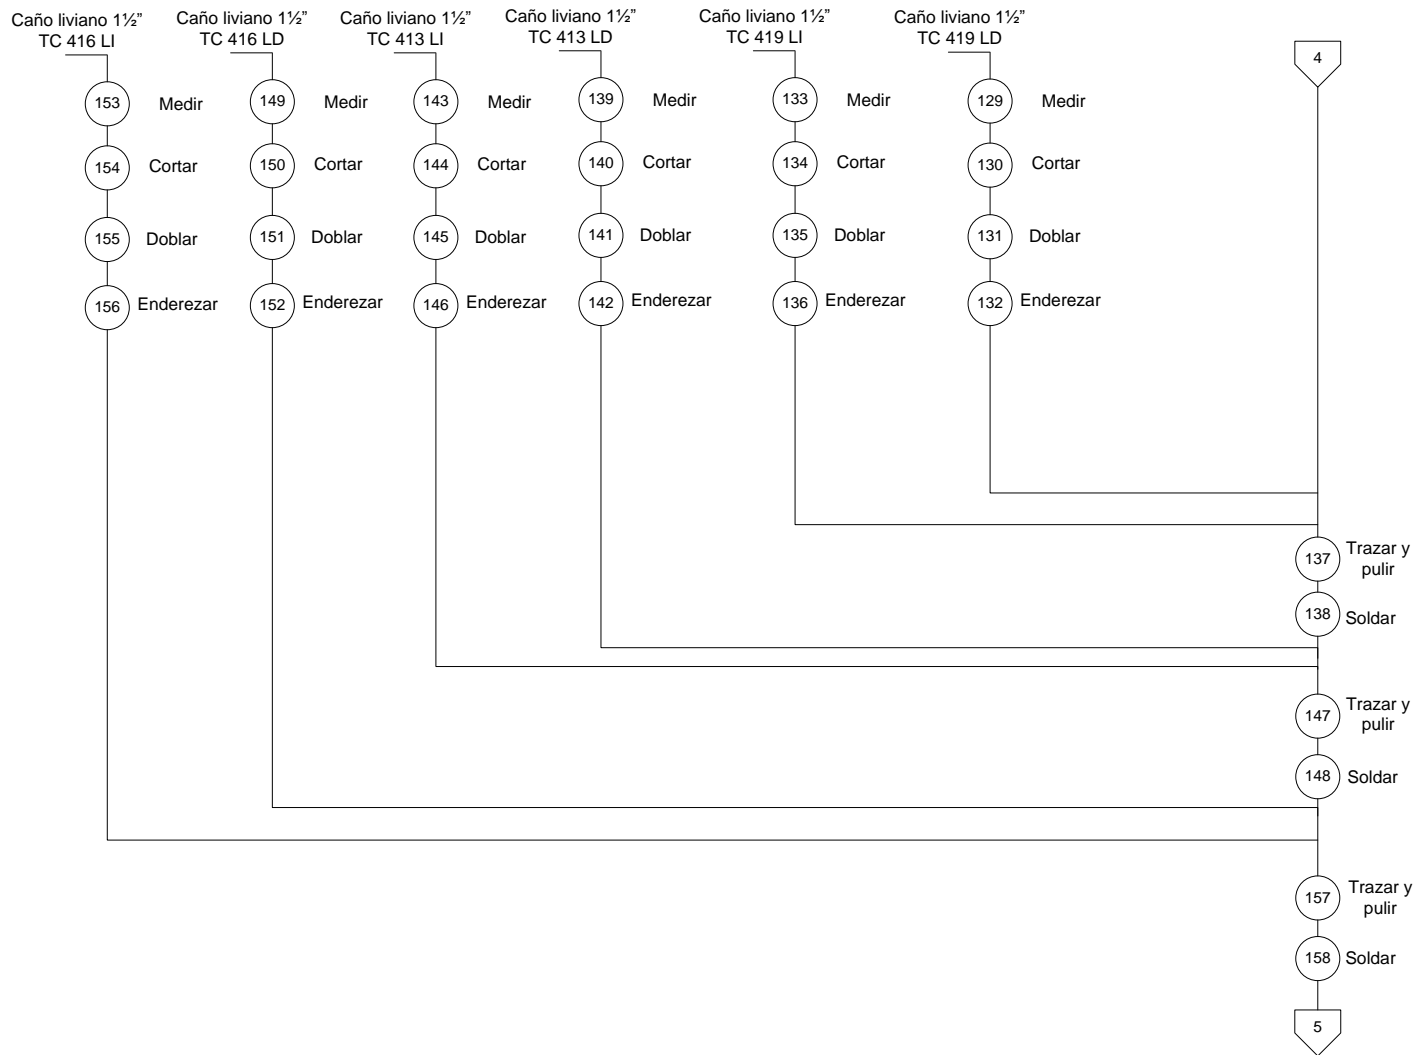 Caño liviano 1½”
TC 416 LI
Caño liviano 1½”
TC 416 LD
Caño liviano 1½”
TC 413 LI
Caño liviano 1½”
TC 413 LD
Caño liviano 1½”
TC 419 LI
Caño liviano 1½”
TC 419 LD
4
153 Medir
149 Medir
143 Medir
139 Medir
133 Medir
129 Medir
154 Cortar
150 Cortar
144 Cortar
140 Cortar
134 Cortar
130 Cortar
155 Doblar
151 Doblar
145 Doblar
141 Doblar
135 Doblar
131 Doblar
156 Enderezar
152 Enderezar
146 Enderezar
142 Enderezar
136 Enderezar
132 Enderezar
137
Trazar y
pulir
138 Soldar
147
Trazar y
pulir
148 Soldar
157
Trazar y
pulir
158 Soldar
5